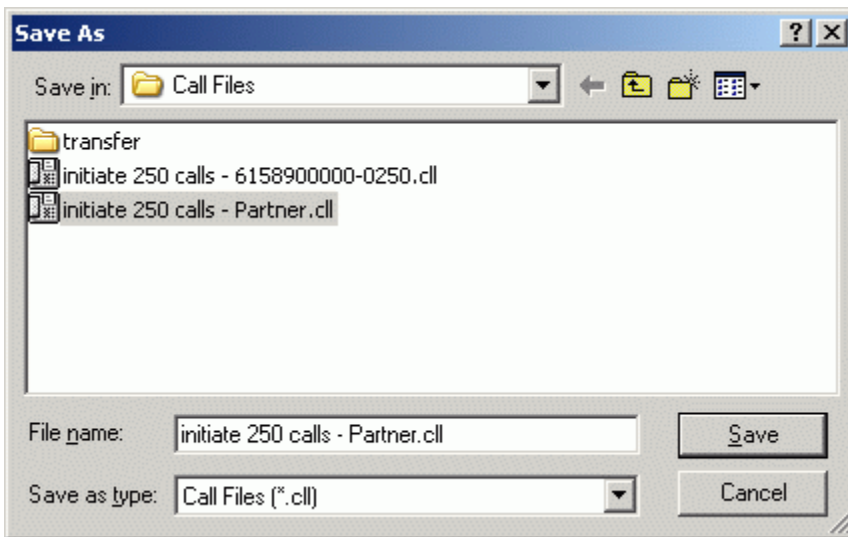 Save As
Save in: Call Files
transfer
initiate 250 calls - 6158900000-0250.cll
initiate 250 calls - Partner.cll
File name: initiate 250 calls - Partner.cll Save
Save as type: Call Files (*.cll) Cancel